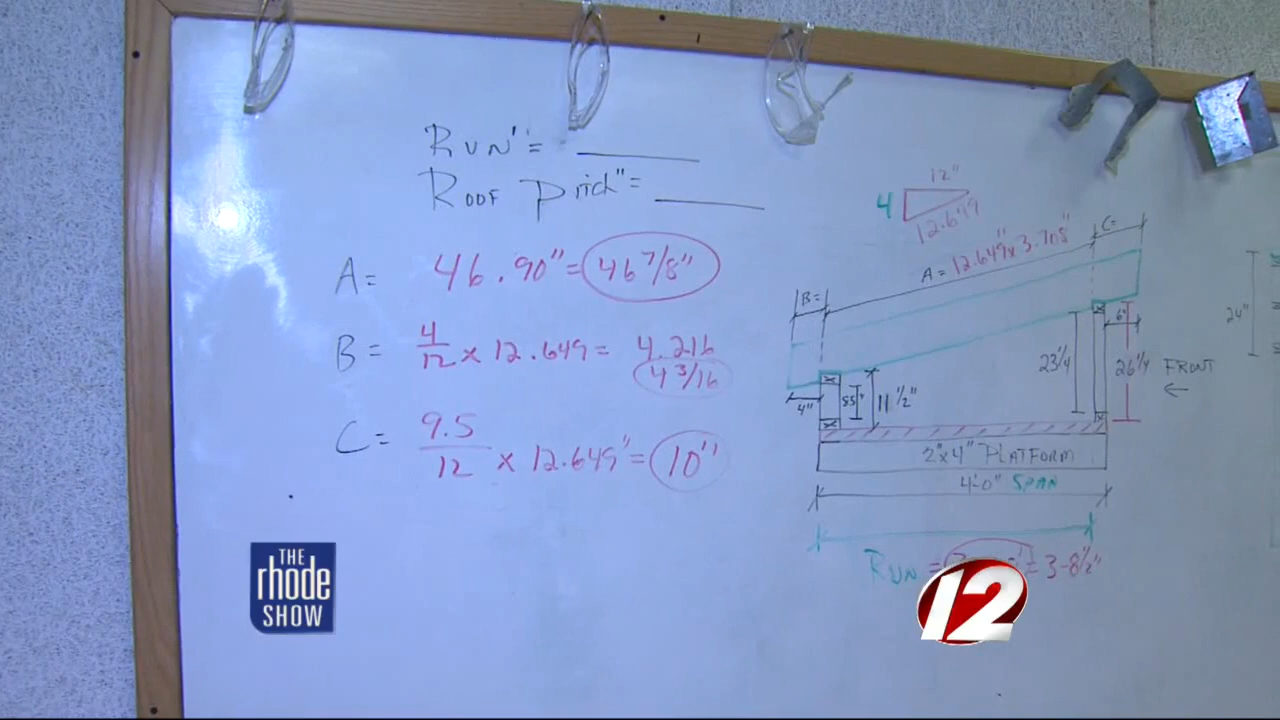 RUN' =
ROOF
A = 46.90" = 46 7/8"
B = 4/12 x 12.649 = 4.216
4 3/16
C = 9.5/12 x 12.649" = 10"
12"
4
12.649
C=
A = 12.649" x 3.708'
B =
24"
6"
23 1/4
26 1/4
FRONT
4"
11 1/2"
2"x4" PLATFORM
4'-0" SPAN
RUN = = 3-8 1/2"
THE
rhode
SHOW
12